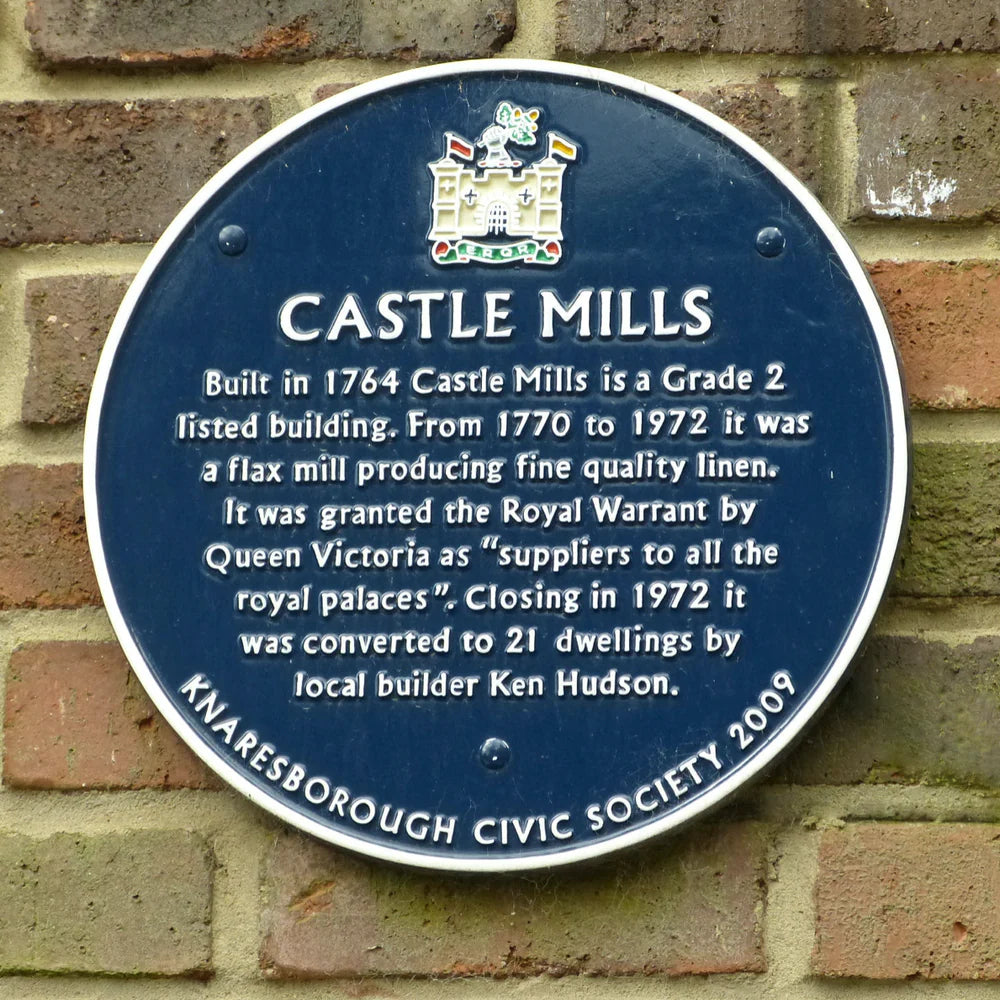 E R Q R
CASTLE MILLS
Built in 1764 Castle Mills is a Grade 2
listed building. From 1770 to 1972 it was
a flax mill producing fine quality linen.
It was granted the Royal Warrant by
Queen Victoria as "suppliers to all the
royal palaces". Closing in 1972 it
was converted to 21 dwellings by
local builder Ken Hudson.
KNARESBOROUGH CIVIC SOCIETY 2009